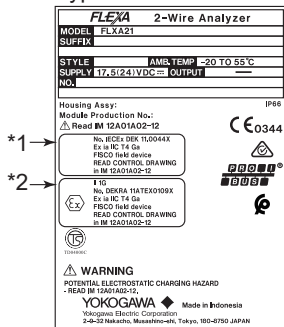 FLEXA 2-Wire Analyzer
MODEL FLXA21
SUFFIX
STYLE AMB.TEMP -20 TO 55°C
SUPPLY 17.5(24)VDC⎓ OUTPUT —
NO.
Housing Assy: IP66
Module Production No.:
⚠ Read IM 12A01A02-12
CE0344
*1
No. IECEx DEK 11.0044X
Ex ia IIC T4 Ga
FISCO field device
READ CONTROL DRAWING
in IM 12A01A02-12
PROFI
BUS
*2
II 1G
No. DEKRA 11ATEX0109X
Ex ia IIC T4 Ga
FISCO field device
READ CONTROL DRAWING
in IM 12A01A02-12
Ex
⚠ WARNING
POTENTIAL ELECTROSTATIC CHARGING HAZARD
- READ IM 12A01A02-12,
YOKOGAWA ◆ Made in Indonesia
Yokogawa Electric Corporation
2-9-32 Nakacho, Musashino-shi, Tokyo, 180-8750 JAPAN